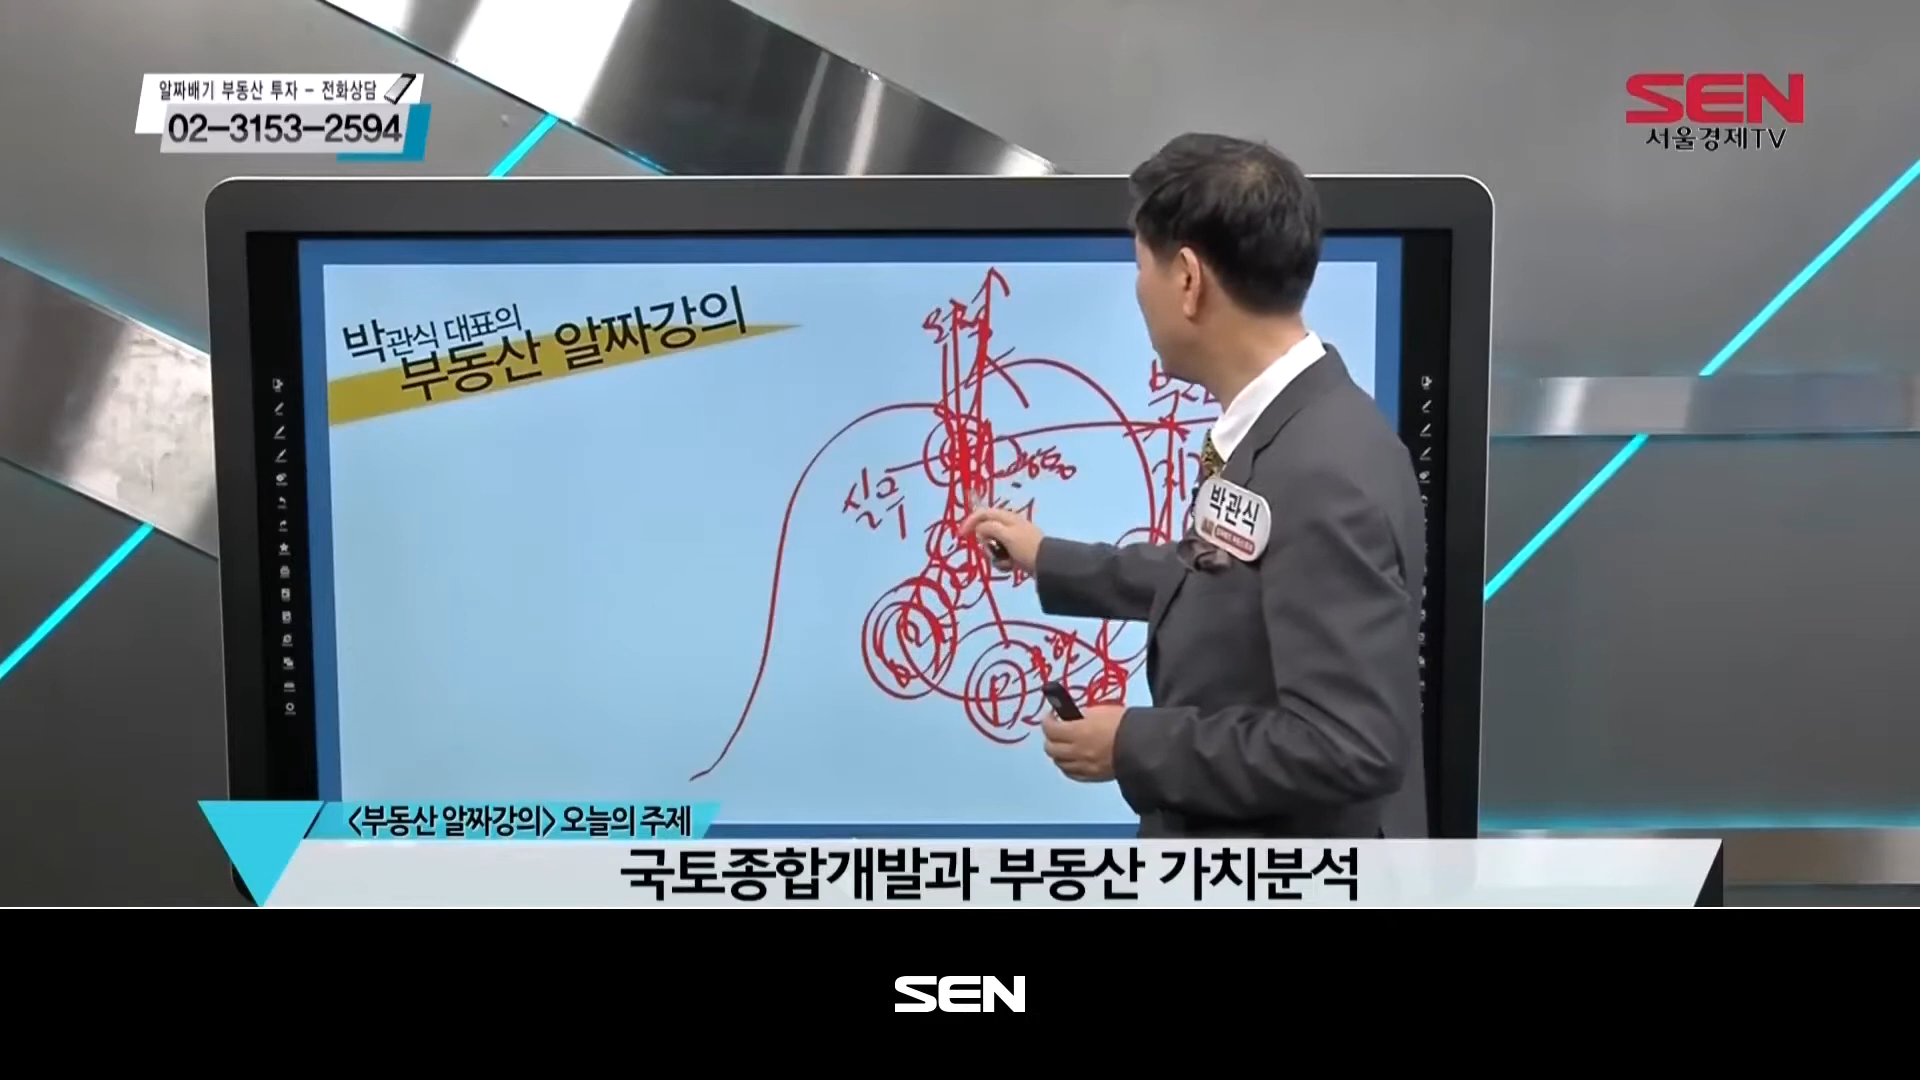 알짜배기 부동산 투자 - 전화상담
02-3153-2594
SEN
서울경제TV
박관식 대표의
부동산 알짜강의
실무
P
박관식
<부동산 알짜강의> 오늘의 주제
국토종합개발과 부동산 가치분석
SEN